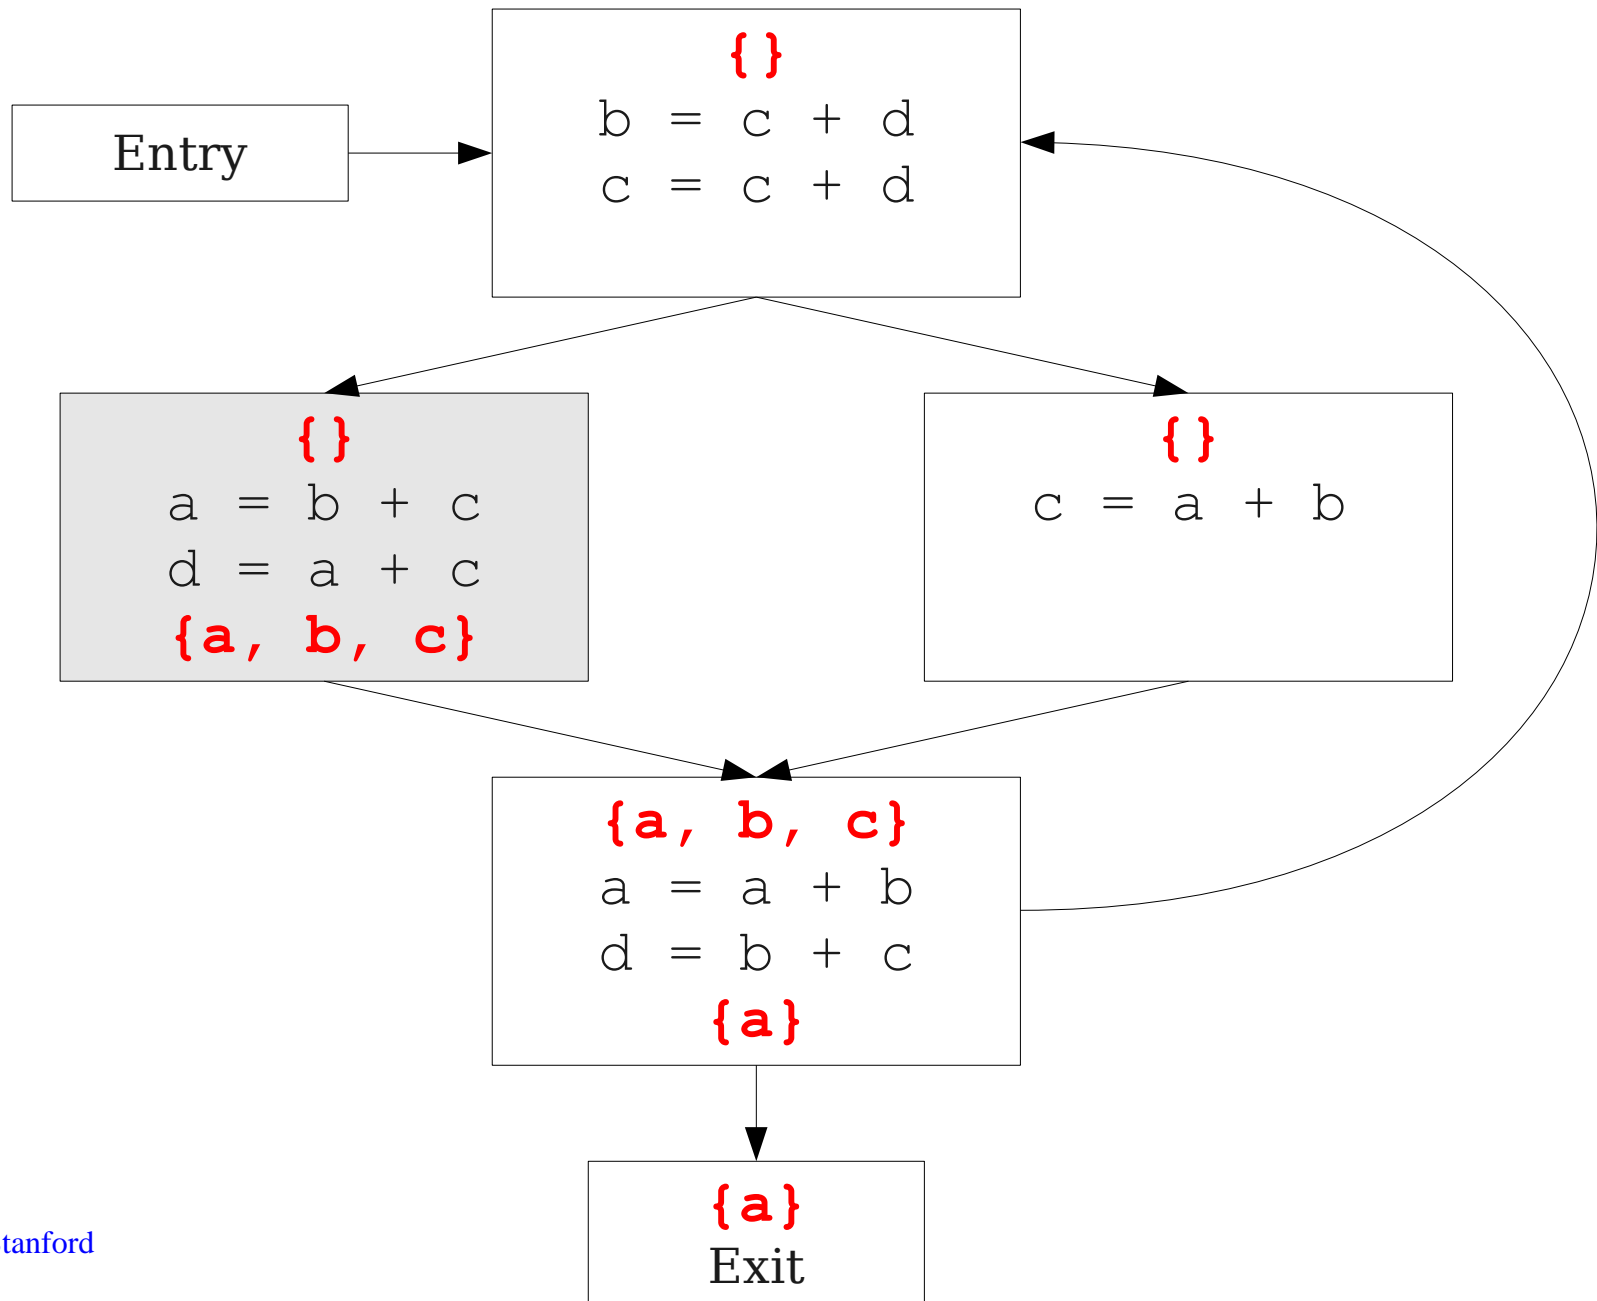 {}
b = c + d
c = c + d
Entry
{}
a = b + c
d = a + c
{a, b, c}
{}
c = a + b
{a, b, c}
a = a + b
d = b + c
{a}
{a}
Exit
tanford